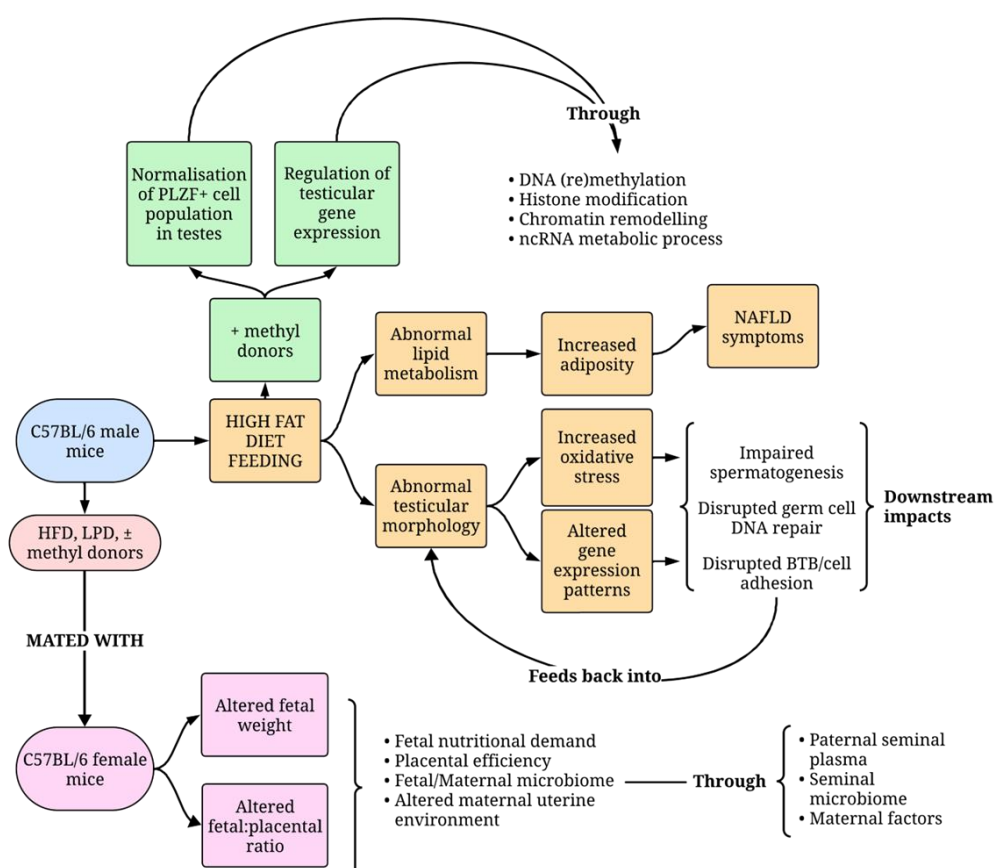 Through
Normalisation
of PLZF+ cell
population
in testes
Regulation of
testicular
gene
expression
• DNA (re)methylation
• Histone modification
• Chromatin remodelling
• ncRNA metabolic process
+ methyl
donors
Abnormal
lipid
metabolism
Increased
adiposity
NAFLD
symptoms
C57BL/6 male
mice
HIGH FAT
DIET
FEEDING
Increased
oxidative
stress
Abnormal
testicular
morphology
Altered
gene
expression
patterns
Impaired
spermatogenesis
Disrupted germ cell
DNA repair
Disrupted BTB/cell
adhesion
Downstream
impacts
HFD, LPD, ±
methyl donors
MATED WITH
Feeds back into
C57BL/6 female
mice
Altered fetal
weight
Altered
fetal:placental
ratio
• Fetal nutritional demand
• Placental efficiency
• Fetal/Maternal microbiome
• Altered maternal uterine
environment
Through
• Paternal seminal
plasma
• Seminal
microbiome
• Maternal factors